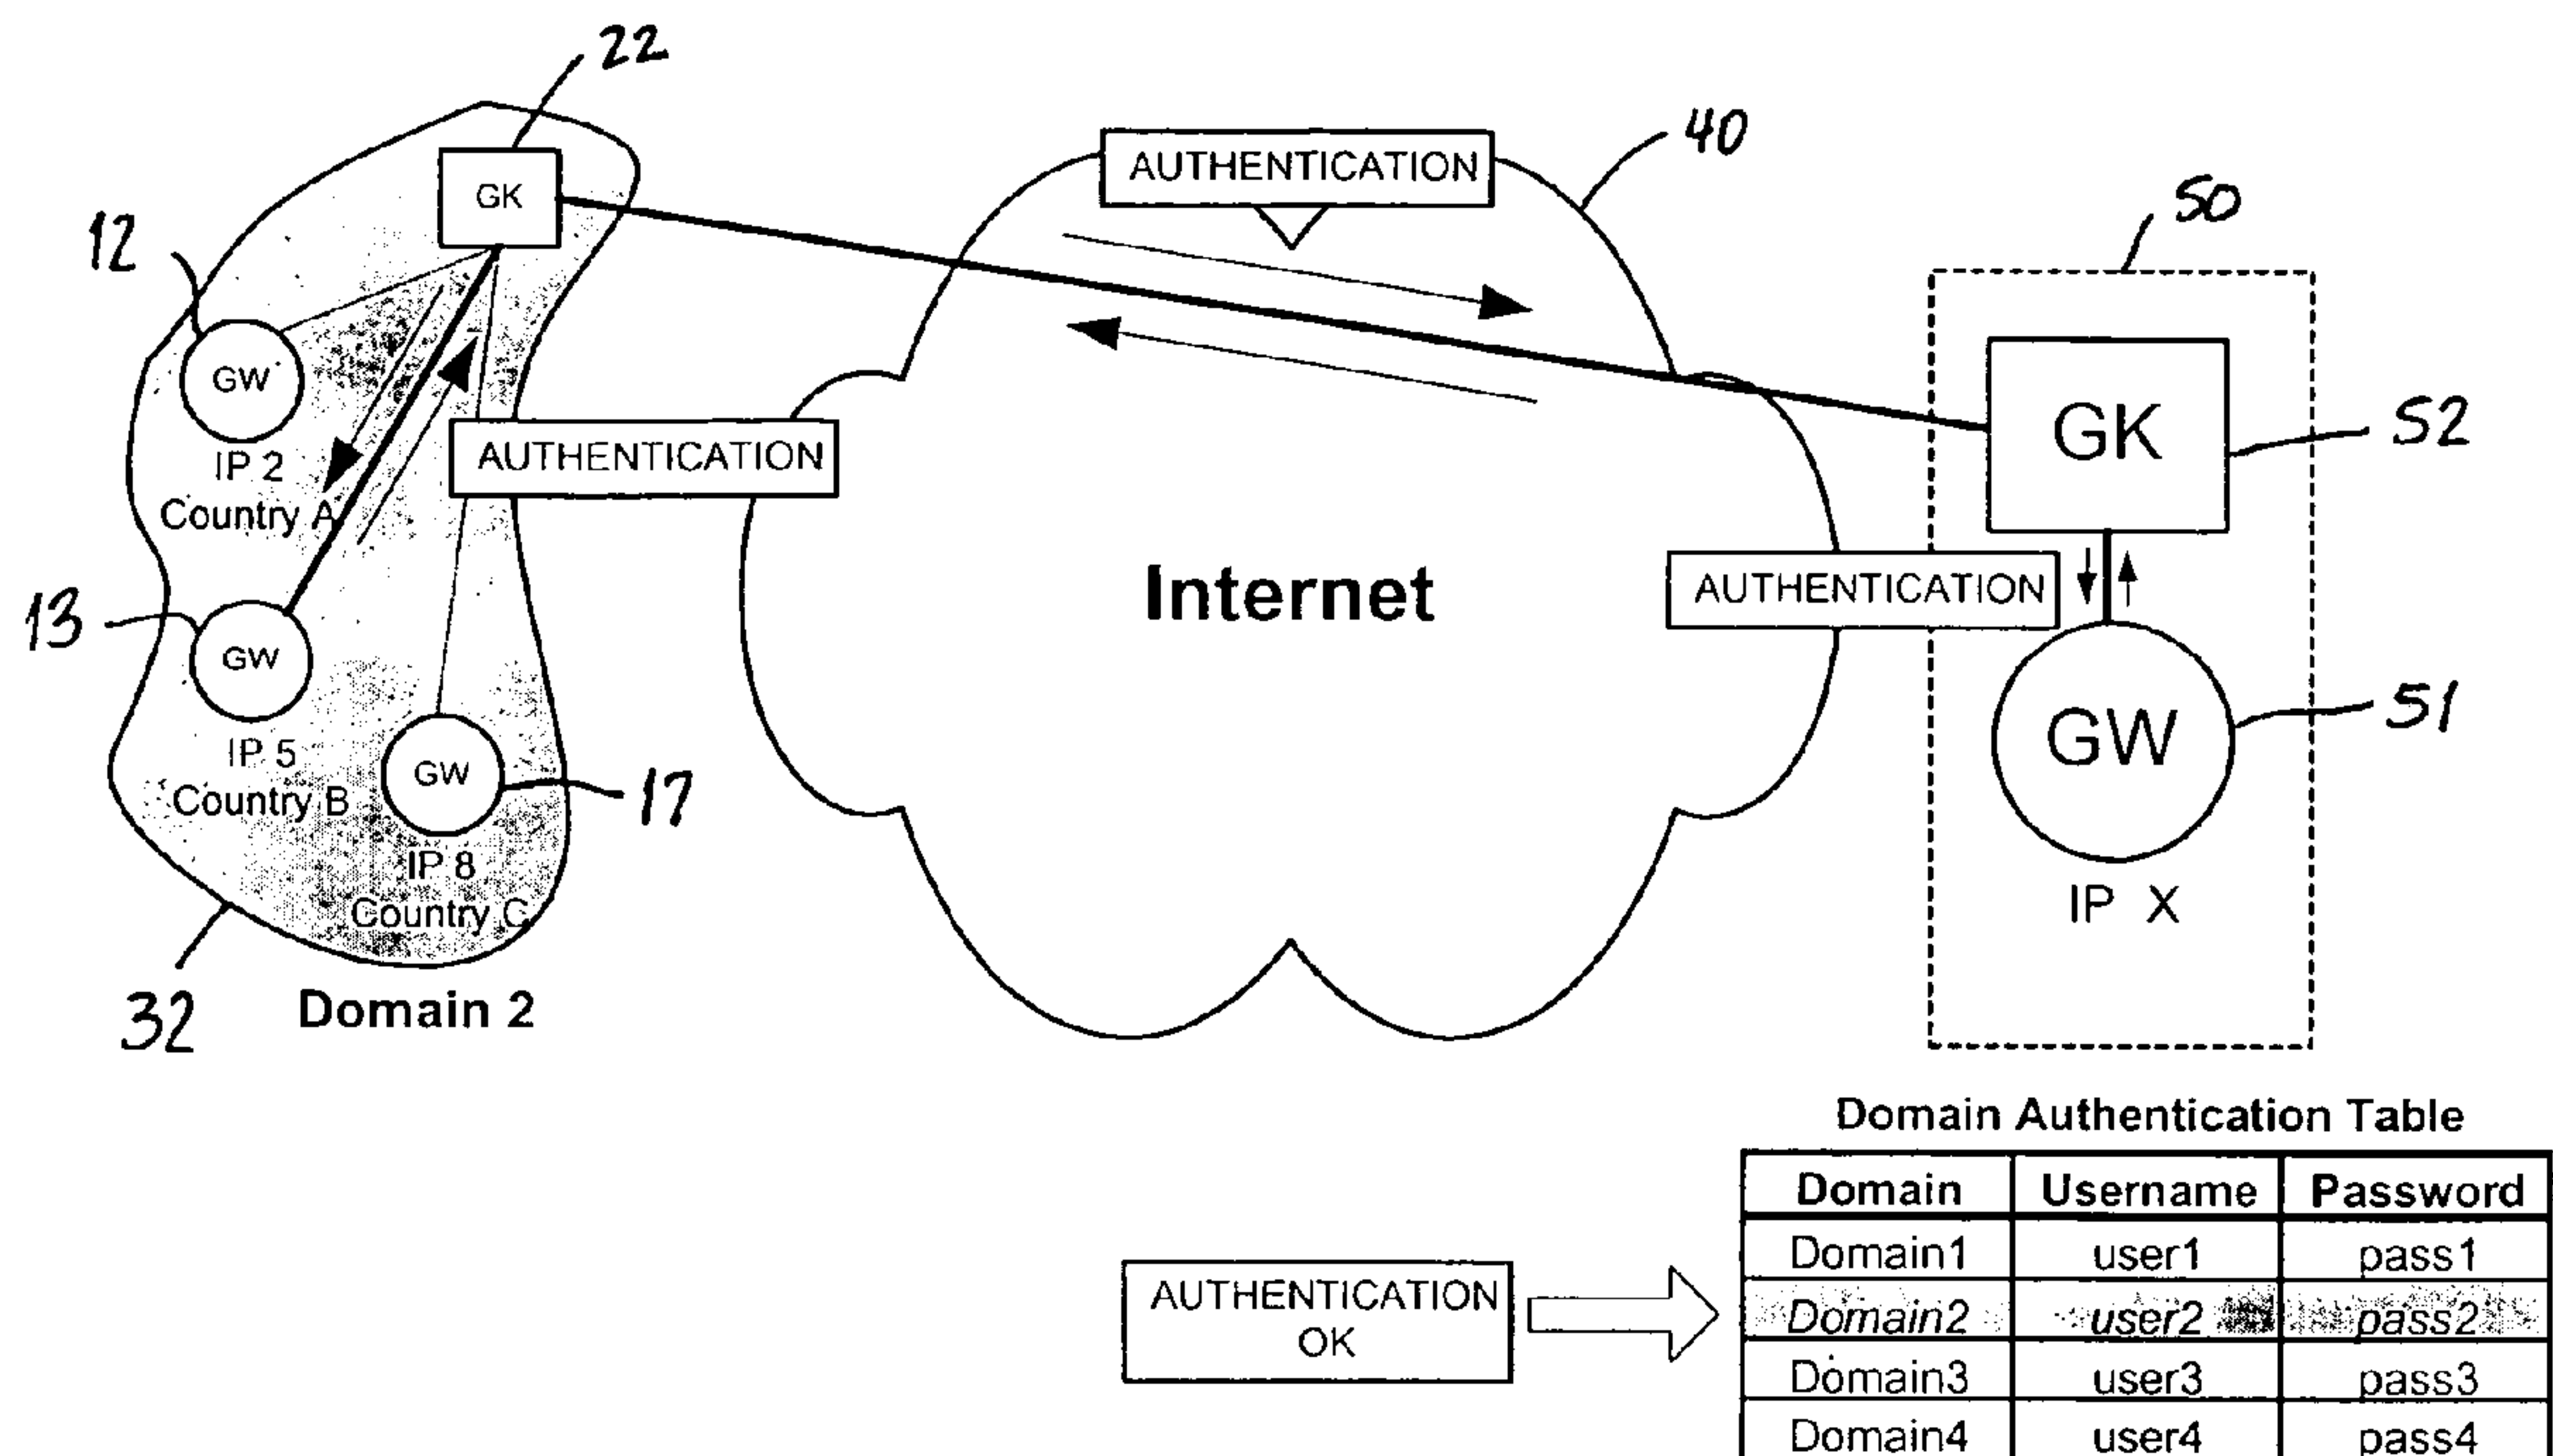 22
AUTHENTICATION
40
50
GK
12
GW
IP 2
Country A
AUTHENTICATION
GK
52
Internet
AUTHENTICATION
13
GW
IP 5
Country B
GW
17
IP 8
Country C
GW
51
IP X
32
Domain 2
Domain Authentication Table
Domain Username Password
Domain1 user1 pass1
Domain2 user2 pass2
Domain3 user3 pass3
Domain4 user4 pass4
AUTHENTICATION
OK